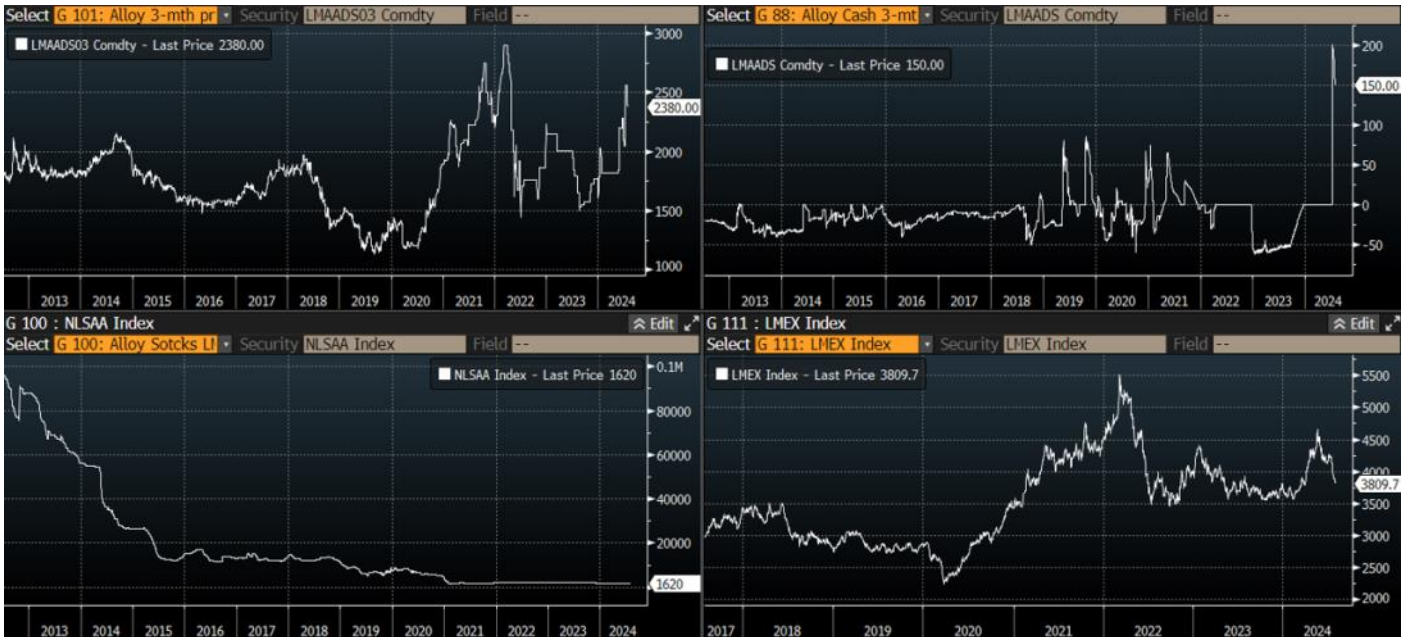 Select G 101: Alloy 3-mth pr Security LMAADS03 Comdty Field --
LMAADS03 Comdty - Last Price 2380.00
3000
2500
2380.00
2000
1500
1000
2013 2014 2015 2016 2017 2018 2019 2020 2021 2022 2023 2024
Select G 88: Alloy Cash 3-mt Security LMAADS Comdty Field --
LMAADS Comdty - Last Price 150.00
200
150.00
100
50
0
-50
2013 2014 2015 2016 2017 2018 2019 2020 2021 2022 2023 2024
G 100 : NLSAA Index Edit
Select G 100: Alloy Sotcks LM Security NLSAA Index Field --
NLSAA Index - Last Price 1620
0.1M
80000
60000
40000
20000
1620
2013 2014 2015 2016 2017 2018 2019 2020 2021 2022 2023 2024
G 111 : LMEX Index Edit
Select G 111: LMEX Index Security LMEX Index Field --
LMEX Index - Last Price 3809.7
5500
5000
4500
4000
3809.7
3500
3000
2500
2000
2017 2018 2019 2020 2021 2022 2023 2024